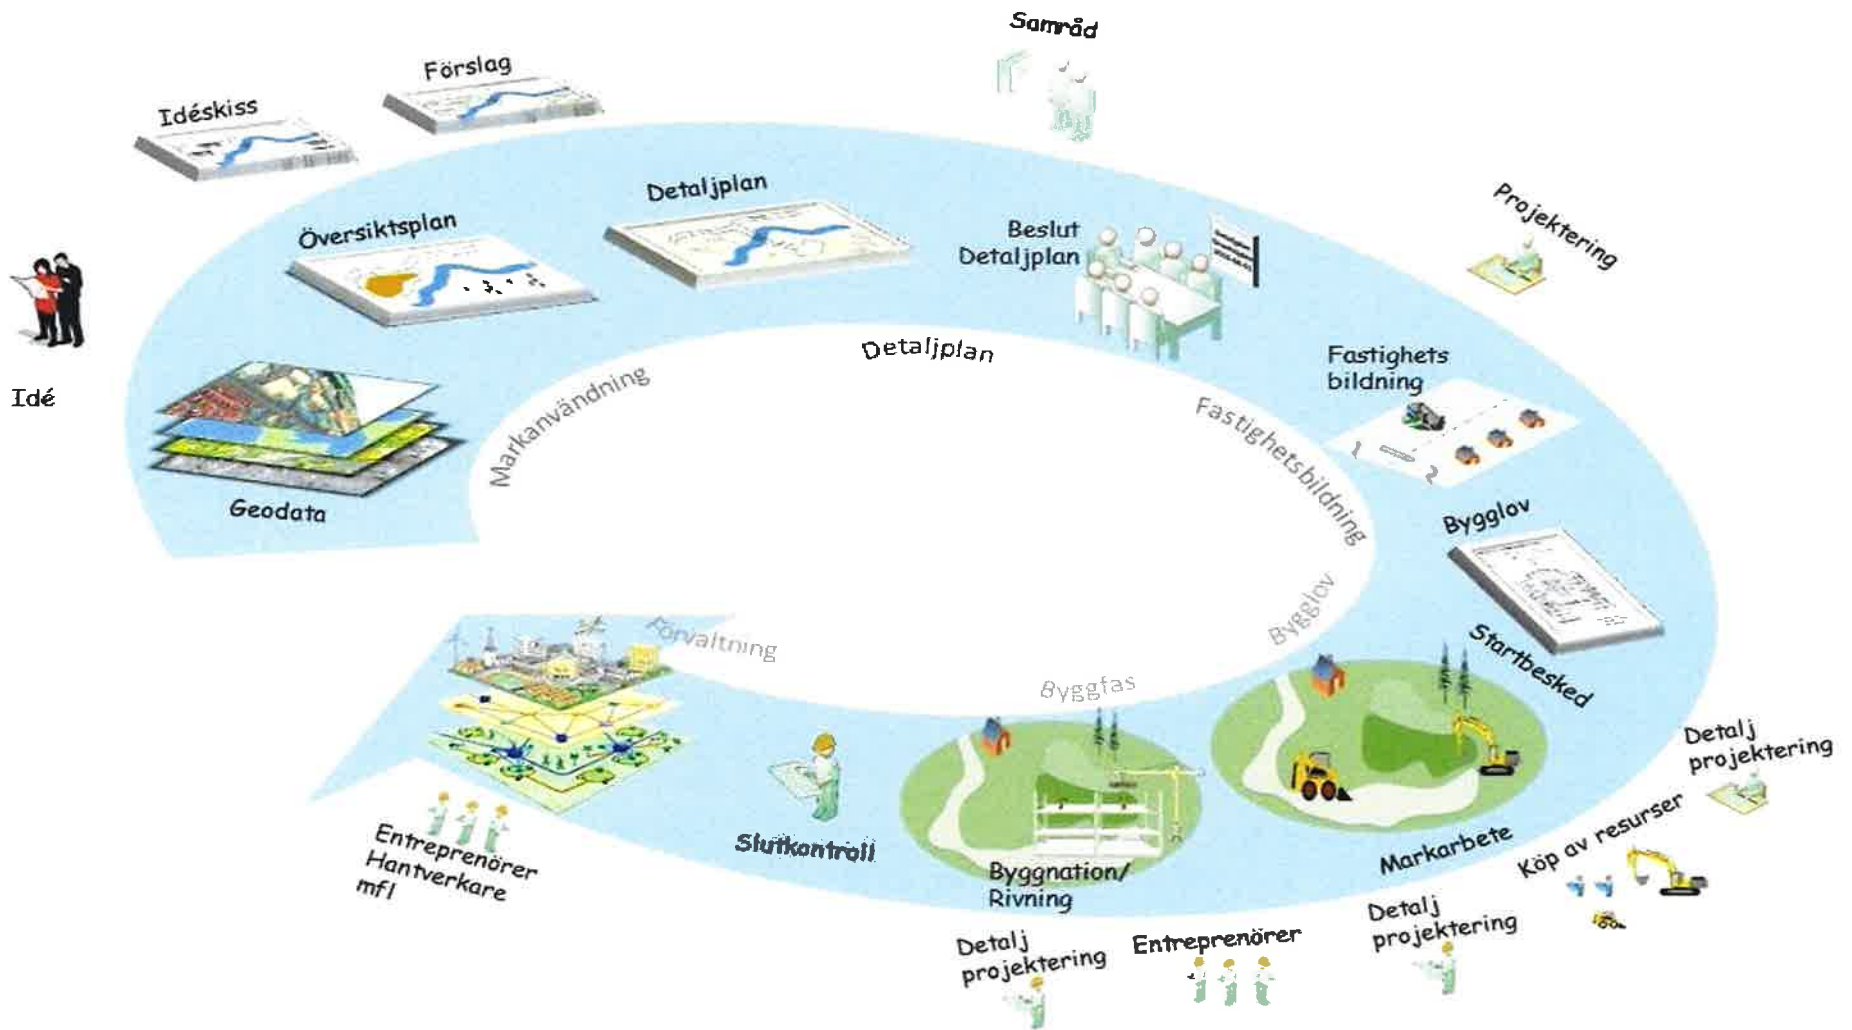 Samråd
Förslag
Idéskiss
Detaljplan
Översiktsplan
Beslut
Detaljplan
Projektering
Idé
Detaljplan
Markanvändning
Fastighets
bildning
Fastighetsbildning
Geodata
Bygglov
Bygglov
Startbesked
Förvaltning
Byggfas
Detalj
projektering
Köp av resurser
Markarbete
Slutkontroll
Byggnation/
Rivning
Entreprenörer
Hantverkare
mfl
Detalj
projektering
Entreprenörer
Detalj
projektering